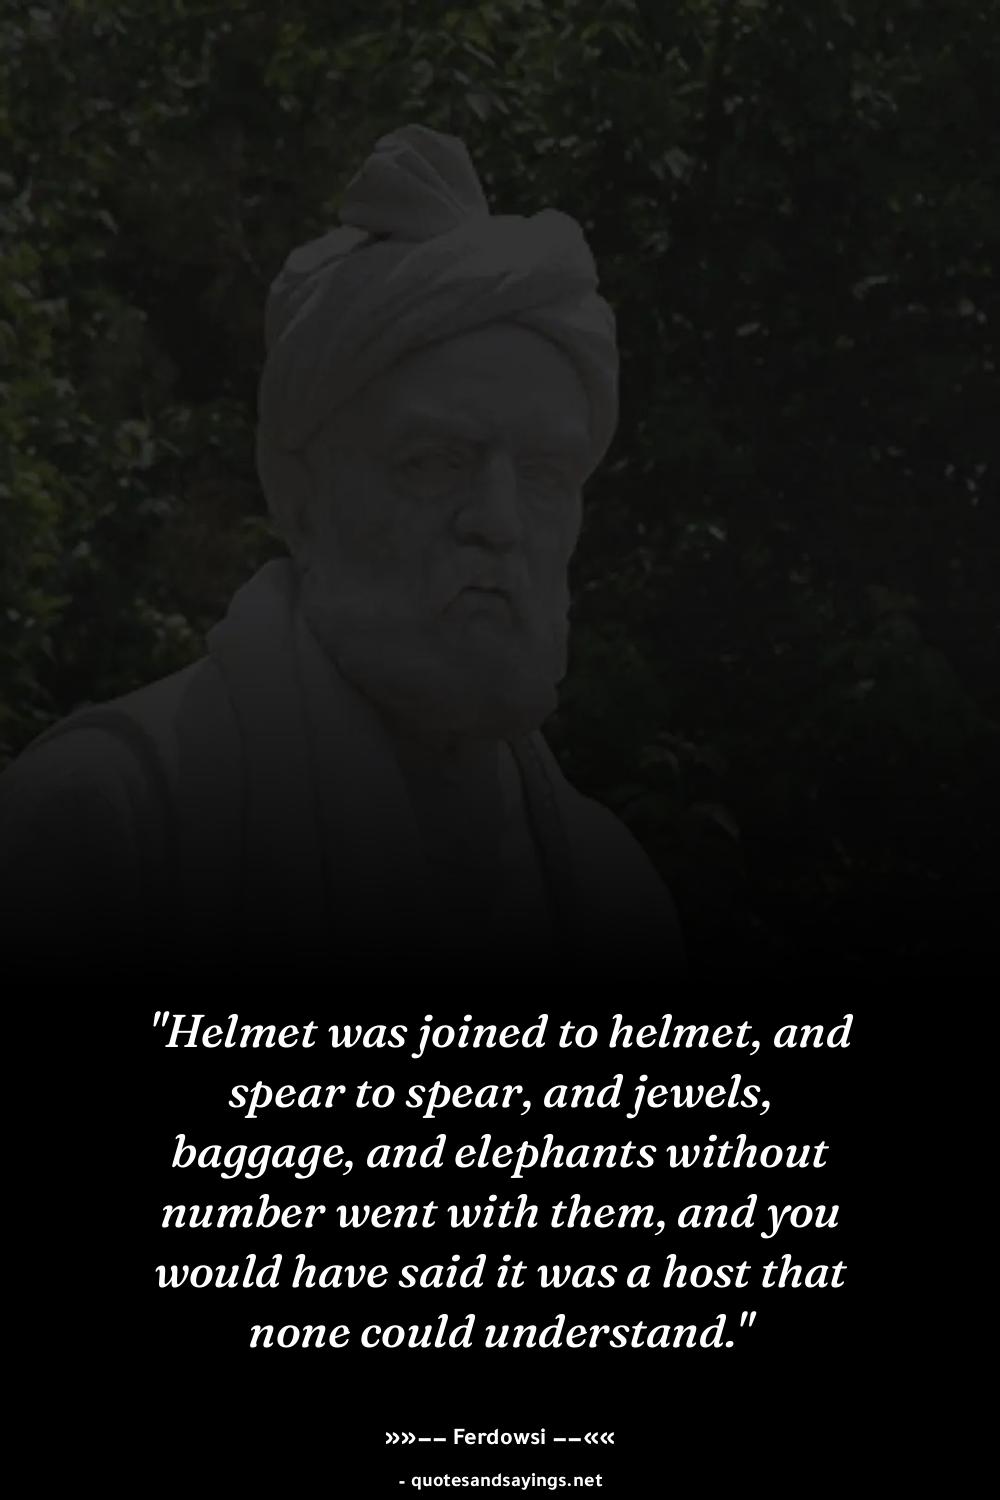 "Helmet was joined to helmet, and
spear to spear, and jewels,
baggage, and elephants without
number went with them, and you
would have said it was a host that
none could understand."
»»−− Ferdowsi −−««
- quotesandsayings.net